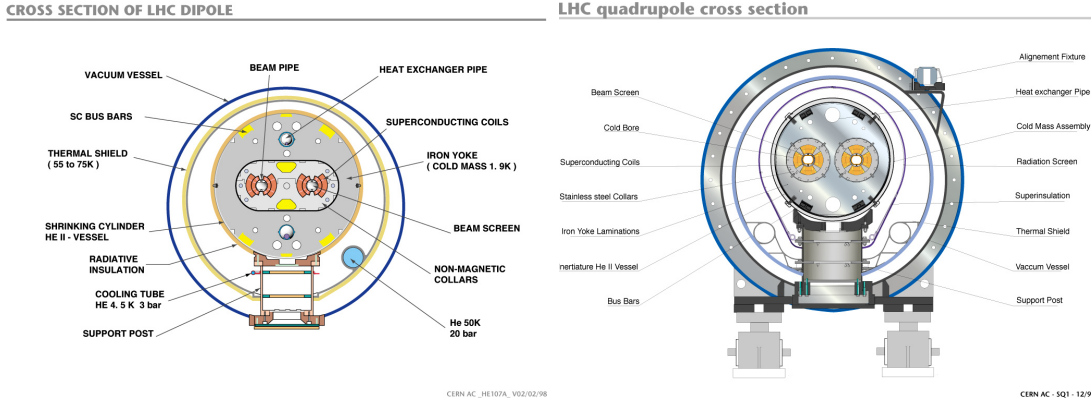 CROSS SECTION OF LHC DIPOLE
VACUUM VESSEL
BEAM PIPE
HEAT EXCHANGER PIPE
SC BUS BARS
SUPERCONDUCTING COILS
THERMAL SHIELD
( 55 to 75K )
IRON YOKE
( COLD MASS 1. 9K )
SHRINKING CYLINDER
HE II - VESSEL
BEAM SCREEN
RADIATIVE
INSULATION
NON-MAGNETIC
COLLARS
COOLING TUBE
HE 4. 5 K 3 bar
SUPPORT POST
He 50K
20 bar
CERN AC _HE107A_ V02/02/98
LHC quadrupole cross section
Alignement Fixture
Beam Screen
Heat exchanger Pipe
Cold Bore
Cold Mass Assembly
Superconducting Coils
Radiation Screen
Stainless steel Collars
Superinsulation
Iron Yoke Laminations
Thermal Shield
nertiature He II Vessel
Vaccum Vessel
Bus Bars
Support Post
CERN AC - SQ1 - 12/9